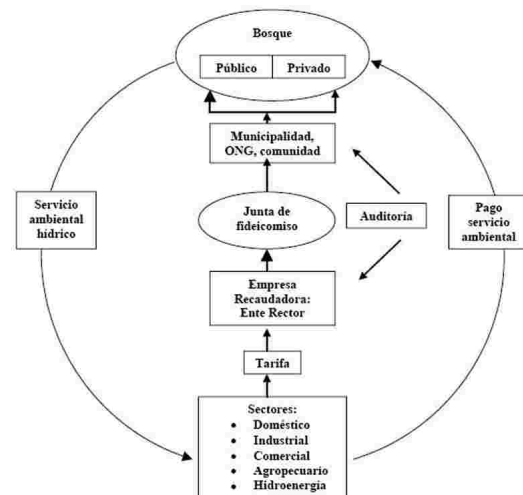 Bosque
Público
Privado
Municipalidad,
ONG, comunidad
Servicio
ambiental
hídrico
Junta de
fideicomiso
Auditoría
Pago
servicio
ambiental
Empresa
Recaudadora:
Ente Rector
Tarifa
Sectores:
• Doméstico
• Industrial
• Comercial
• Agropecuario
• Hidroenergía